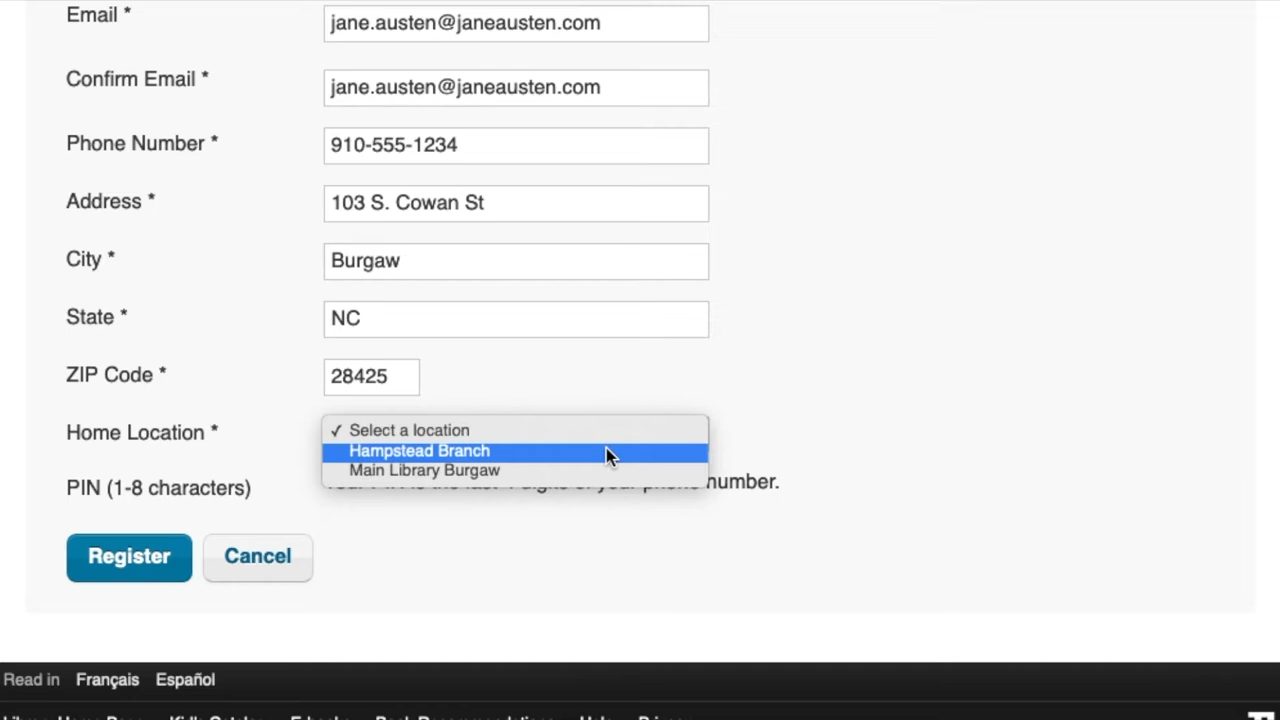 Email *
jane.austen@janeausten.com
Confirm Email *
jane.austen@janeausten.com
Phone Number *
910-555-1234
Address *
103 S. Cowan St
City *
Burgaw
State *
NC
ZIP Code *
28425
Home Location *
✓ Select a location
Hampstead Branch
Main Library Burgaw
PIN (1-8 characters)
number.
Register Cancel
Read in Français Español